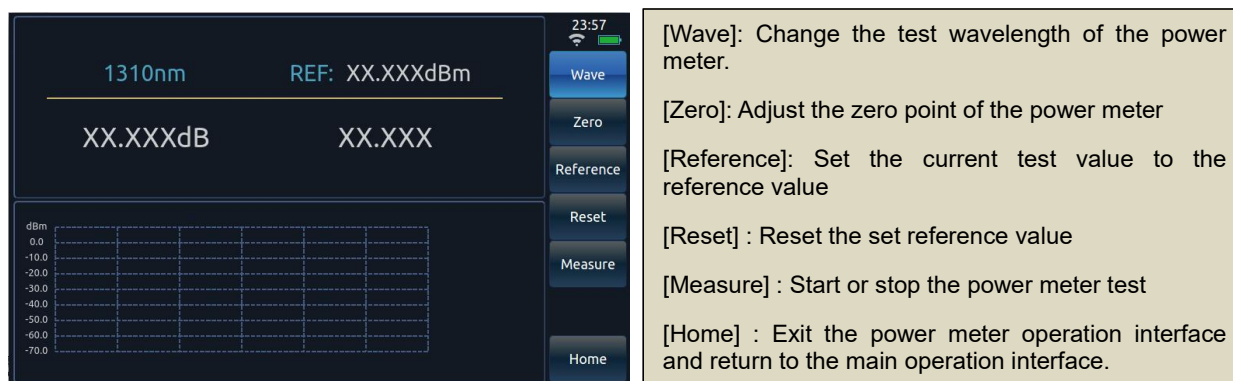 23:57
1310nm REF: XX.XXXdBm
XX.XXXdB XX.XXX
Wave
Zero
Reference
Reset
Measure
Home
dBm
0.0
-10.0
-20.0
-30.0
-40.0
-50.0
-60.0
-70.0
[Wave]: Change the test wavelength of the power
meter.
[Zero]: Adjust the zero point of the power meter
[Reference]: Set the current test value to the
reference value
[Reset] : Reset the set reference value
[Measure] : Start or stop the power meter test
[Home] : Exit the power meter operation interface
and return to the main operation interface.